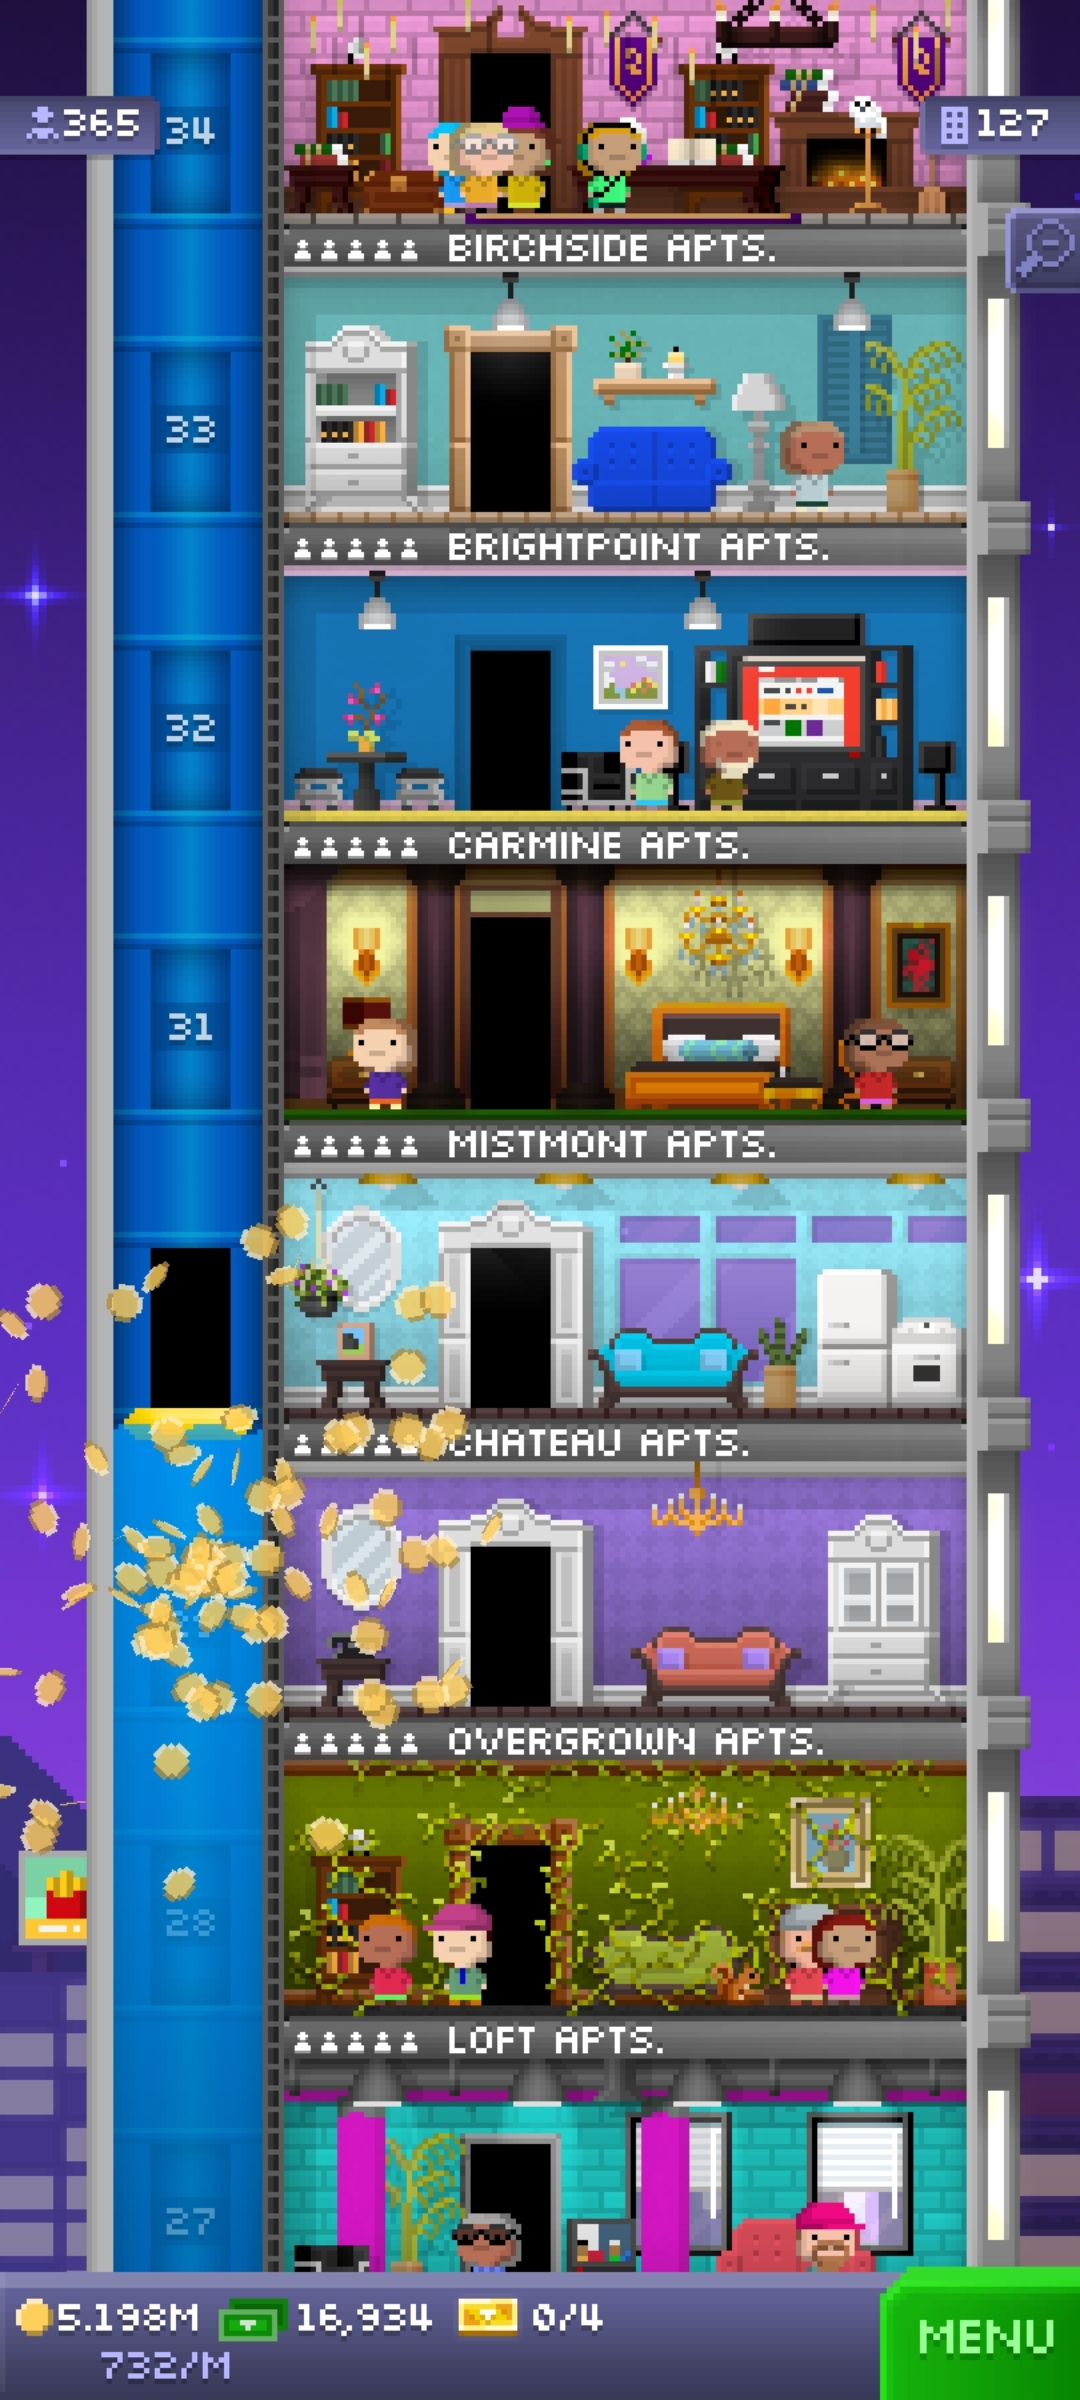 365
34
127
BIRCHSIDE APTS.
33
BRIGHTPOINT APTS.
32
CARMINE APTS.
31
MISTMONT APTS.
CHATEAU APTS.
OVERGROWN APTS.
28
LOFT APTS.
27
5.198M 16,934 0/4
732/M
MENU